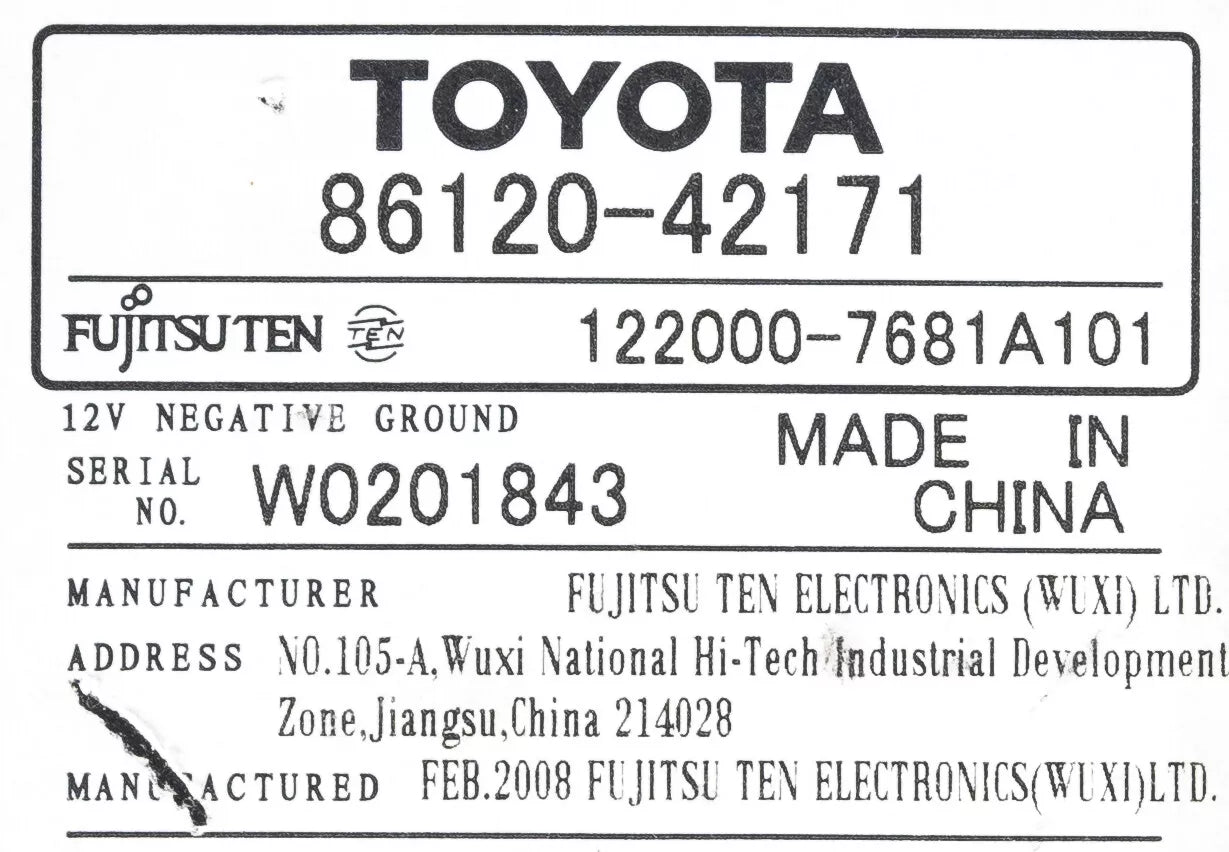 TOYOTA
86120-42171
FUJITSU TEN TEN 122000-7681A101
12V NEGATIVE GROUND
MADE IN
CHINA
SERIAL
NO. W0201843
MANUFACTURER FUJITSU TEN ELECTRONICS (WUXI) LTD.
ADDRESS NO.105-A,Wuxi National Hi-Tech Industrial Development
Zone,Jiangsu,China 214028
MANUFACTURED FEB.2008 FUJITSU TEN ELECTRONICS(WUXI)LTD.